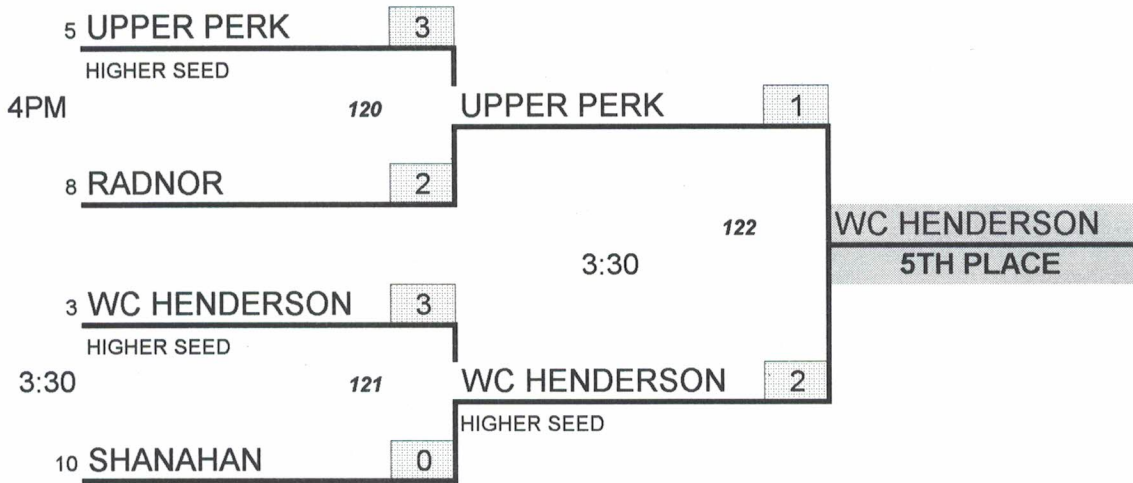 5 UPPER PERK 3
HIGHER SEED
4PM 120 UPPER PERK 1
8 RADNOR 2
122 WC HENDERSON
3:30 5TH PLACE
3 WC HENDERSON 3
HIGHER SEED
3:30 121 WC HENDERSON 2
HIGHER SEED
10 SHANAHAN 0